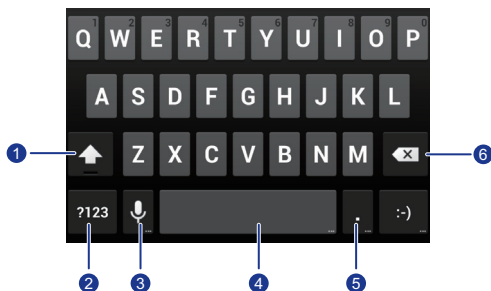 1 2 3 4 5 6 7 8 9 0
Q W E R T Y U I O P
A S D F G H J K L
1 Z X C V B N M 6
?123 ... ... . ... :-) ...
2 3 4 5